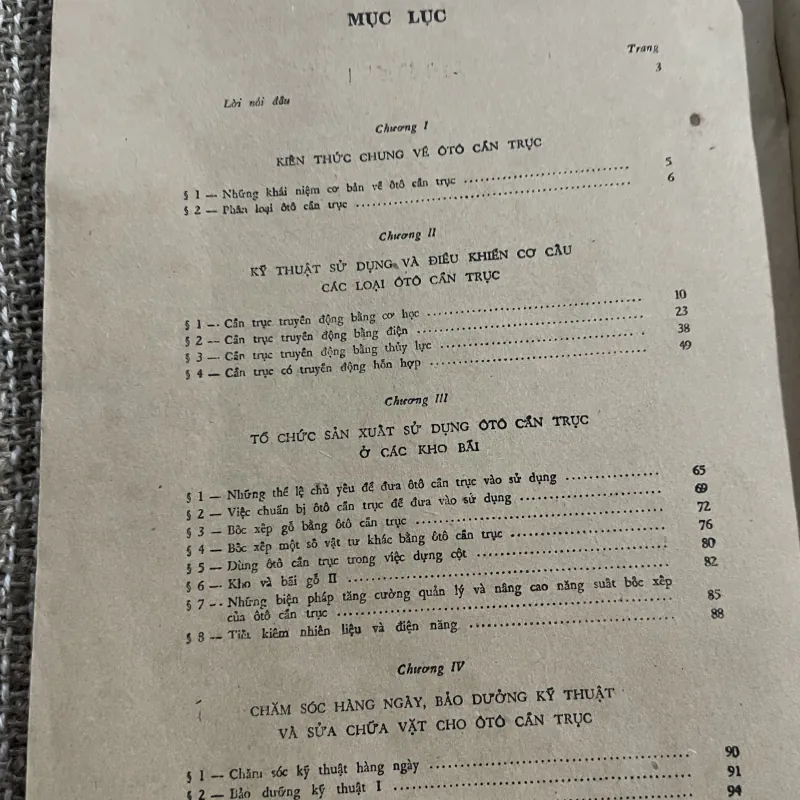 MỤC LỤC
Trang
3
Lời nói đầu
Chương I
KIẾN THỨC CHUNG VỀ ÔTÔ CẦN TRỤC
§ 1 — Những khái niệm cơ bản về ôtô cần trục 5
§ 2 — Phân loại ôtô cần trục 6
Chương II
KỸ THUẬT SỬ DỤNG VÀ ĐIỀU KHIỂN CƠ CẤU
CÁC LOẠI ÔTÔ CẦN TRỤC
§ 1 — Cần trục truyền động bằng cơ học 10
§ 2 — Cần trục truyền động bằng điện 23
§ 3 — Cần trục truyền động bằng thủy lực 38
§ 4 — Cần trục có truyền động hỗn hợp 49
Chương III
TỔ CHỨC SẢN XUẤT SỬ DỤNG ÔTÔ CẦN TRỤC
Ở CÁC KHO BÃI
§ 1 — Những thể lệ chủ yếu để đưa ôtô cần trục vào sử dụng 65
§ 2 — Việc chuẩn bị ôtô cần trục để đưa vào sử dụng 69
§ 3 — Bốc xếp gỗ bằng ôtô cần trục 72
§ 4 — Bốc xếp một số vật tư khác bằng ôtô cần trục 76
§ 5 — Dùng ôtô cần trục trong việc dựng cột 80
§ 6 — Kho và bãi gỗ II 82
§ 7 — Những biện pháp tăng cường quản lý và nâng cao năng suất bốc xếp
của ôtô cần trục 85
§ 8 — Tiết kiệm nhiên liệu và điện năng 88
Chương IV
CHĂM SÓC HÀNG NGÀY, BẢO DƯỠNG KỸ THUẬT
VÀ SỬA CHỮA VẶT CHO ÔTÔ CẦN TRỤC
§ 1 — Chăm sóc kỹ thuật hàng ngày 90
§ 2 — Bảo dưỡng kỹ thuật I 91
94